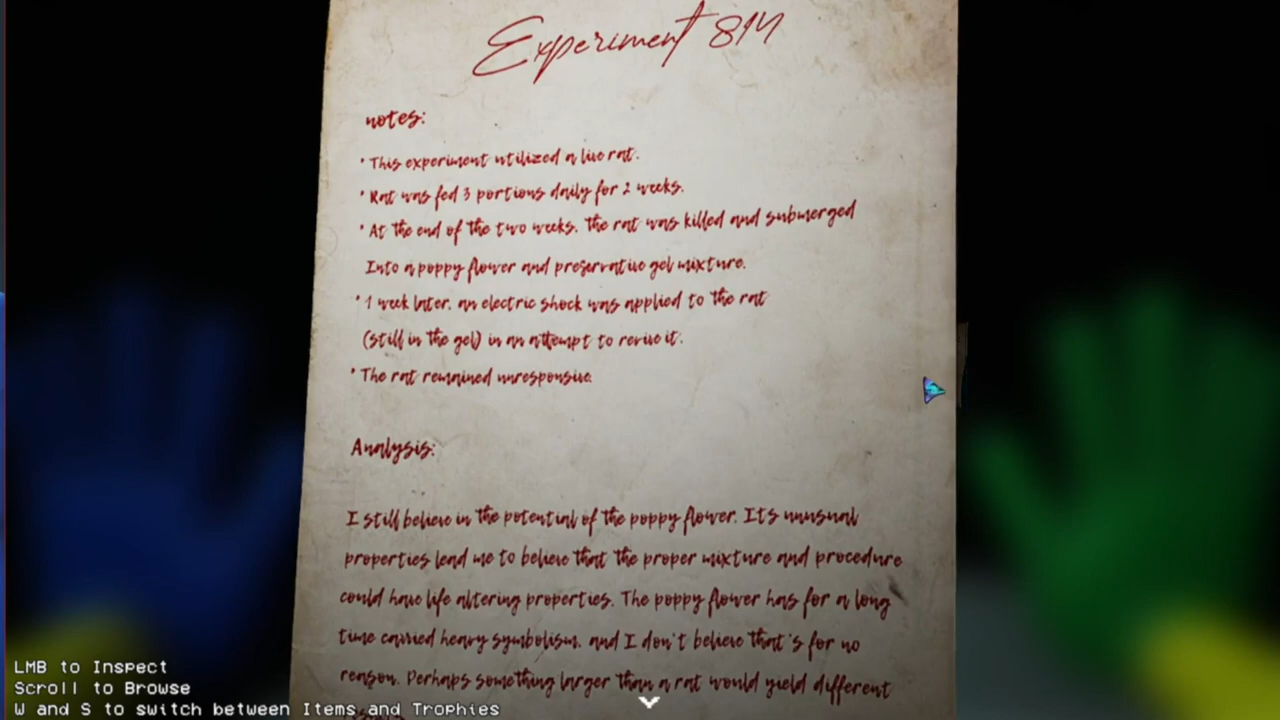 Experiment 814
notes:
* This experiment utilized a live rat.
* Rat was fed 3 portions daily for 2 weeks.
* At the end of the two weeks, the rat was killed and submerged
Into a poppy flower and preservative gel mixture.
* 1 week later, an electric shock was applied to the rat
(still in the gel) in an attempt to revive it.
* The rat remained unresponsive.
Analysis:
I still believe in the potential of the poppy flower. Its unusual
properties lead me to believe that the proper mixture and procedure
could have life altering properties. The poppy flower has for a long
time carried heavy symbolism, and I don't believe that's for no
reason. Perhaps something larger than a rat would yield different
LMB to Inspect
Scroll to Browse
W and S to switch between Items and Trophies